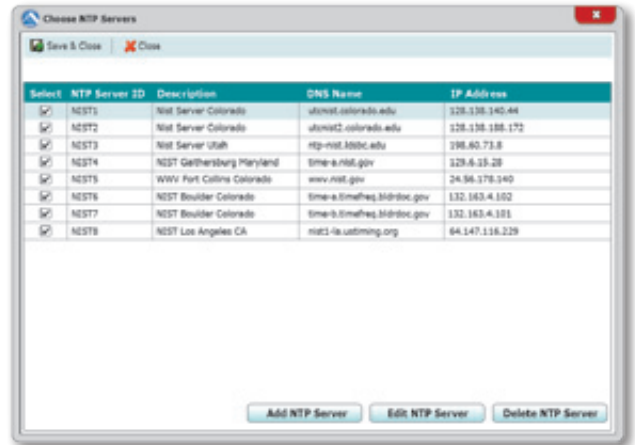 Choose NTP Servers
Save & Close Close
Select NTP Server ID Description DNS Name IP Address
NIST1 Nist Server Colorado utcnist.colorado.edu 128.138.140.44
NIST2 Nist Server Colorado utcnist2.colorado.edu 128.138.188.172
NIST3 Nist Server Utah 198.60.73.8
NIST4 NIST Gaithersburg Maryland time-a.nist.gov 129.6.15.28
NIST5 WWV Fort Collins Colorado wwv.nist.gov 24.56.178.140
NIST6 NIST Boulder Colorado time-a.timefreq.bldrdoc.gov 132.163.4.102
NIST7 NIST Boulder Colorado time-b.timefreq.bldrdoc.gov 132.163.4.101
NIST8 NIST Los Angeles CA nist1-la.ustiming.org 64.147.116.229
Add NTP Server Edit NTP Server Delete NTP Server